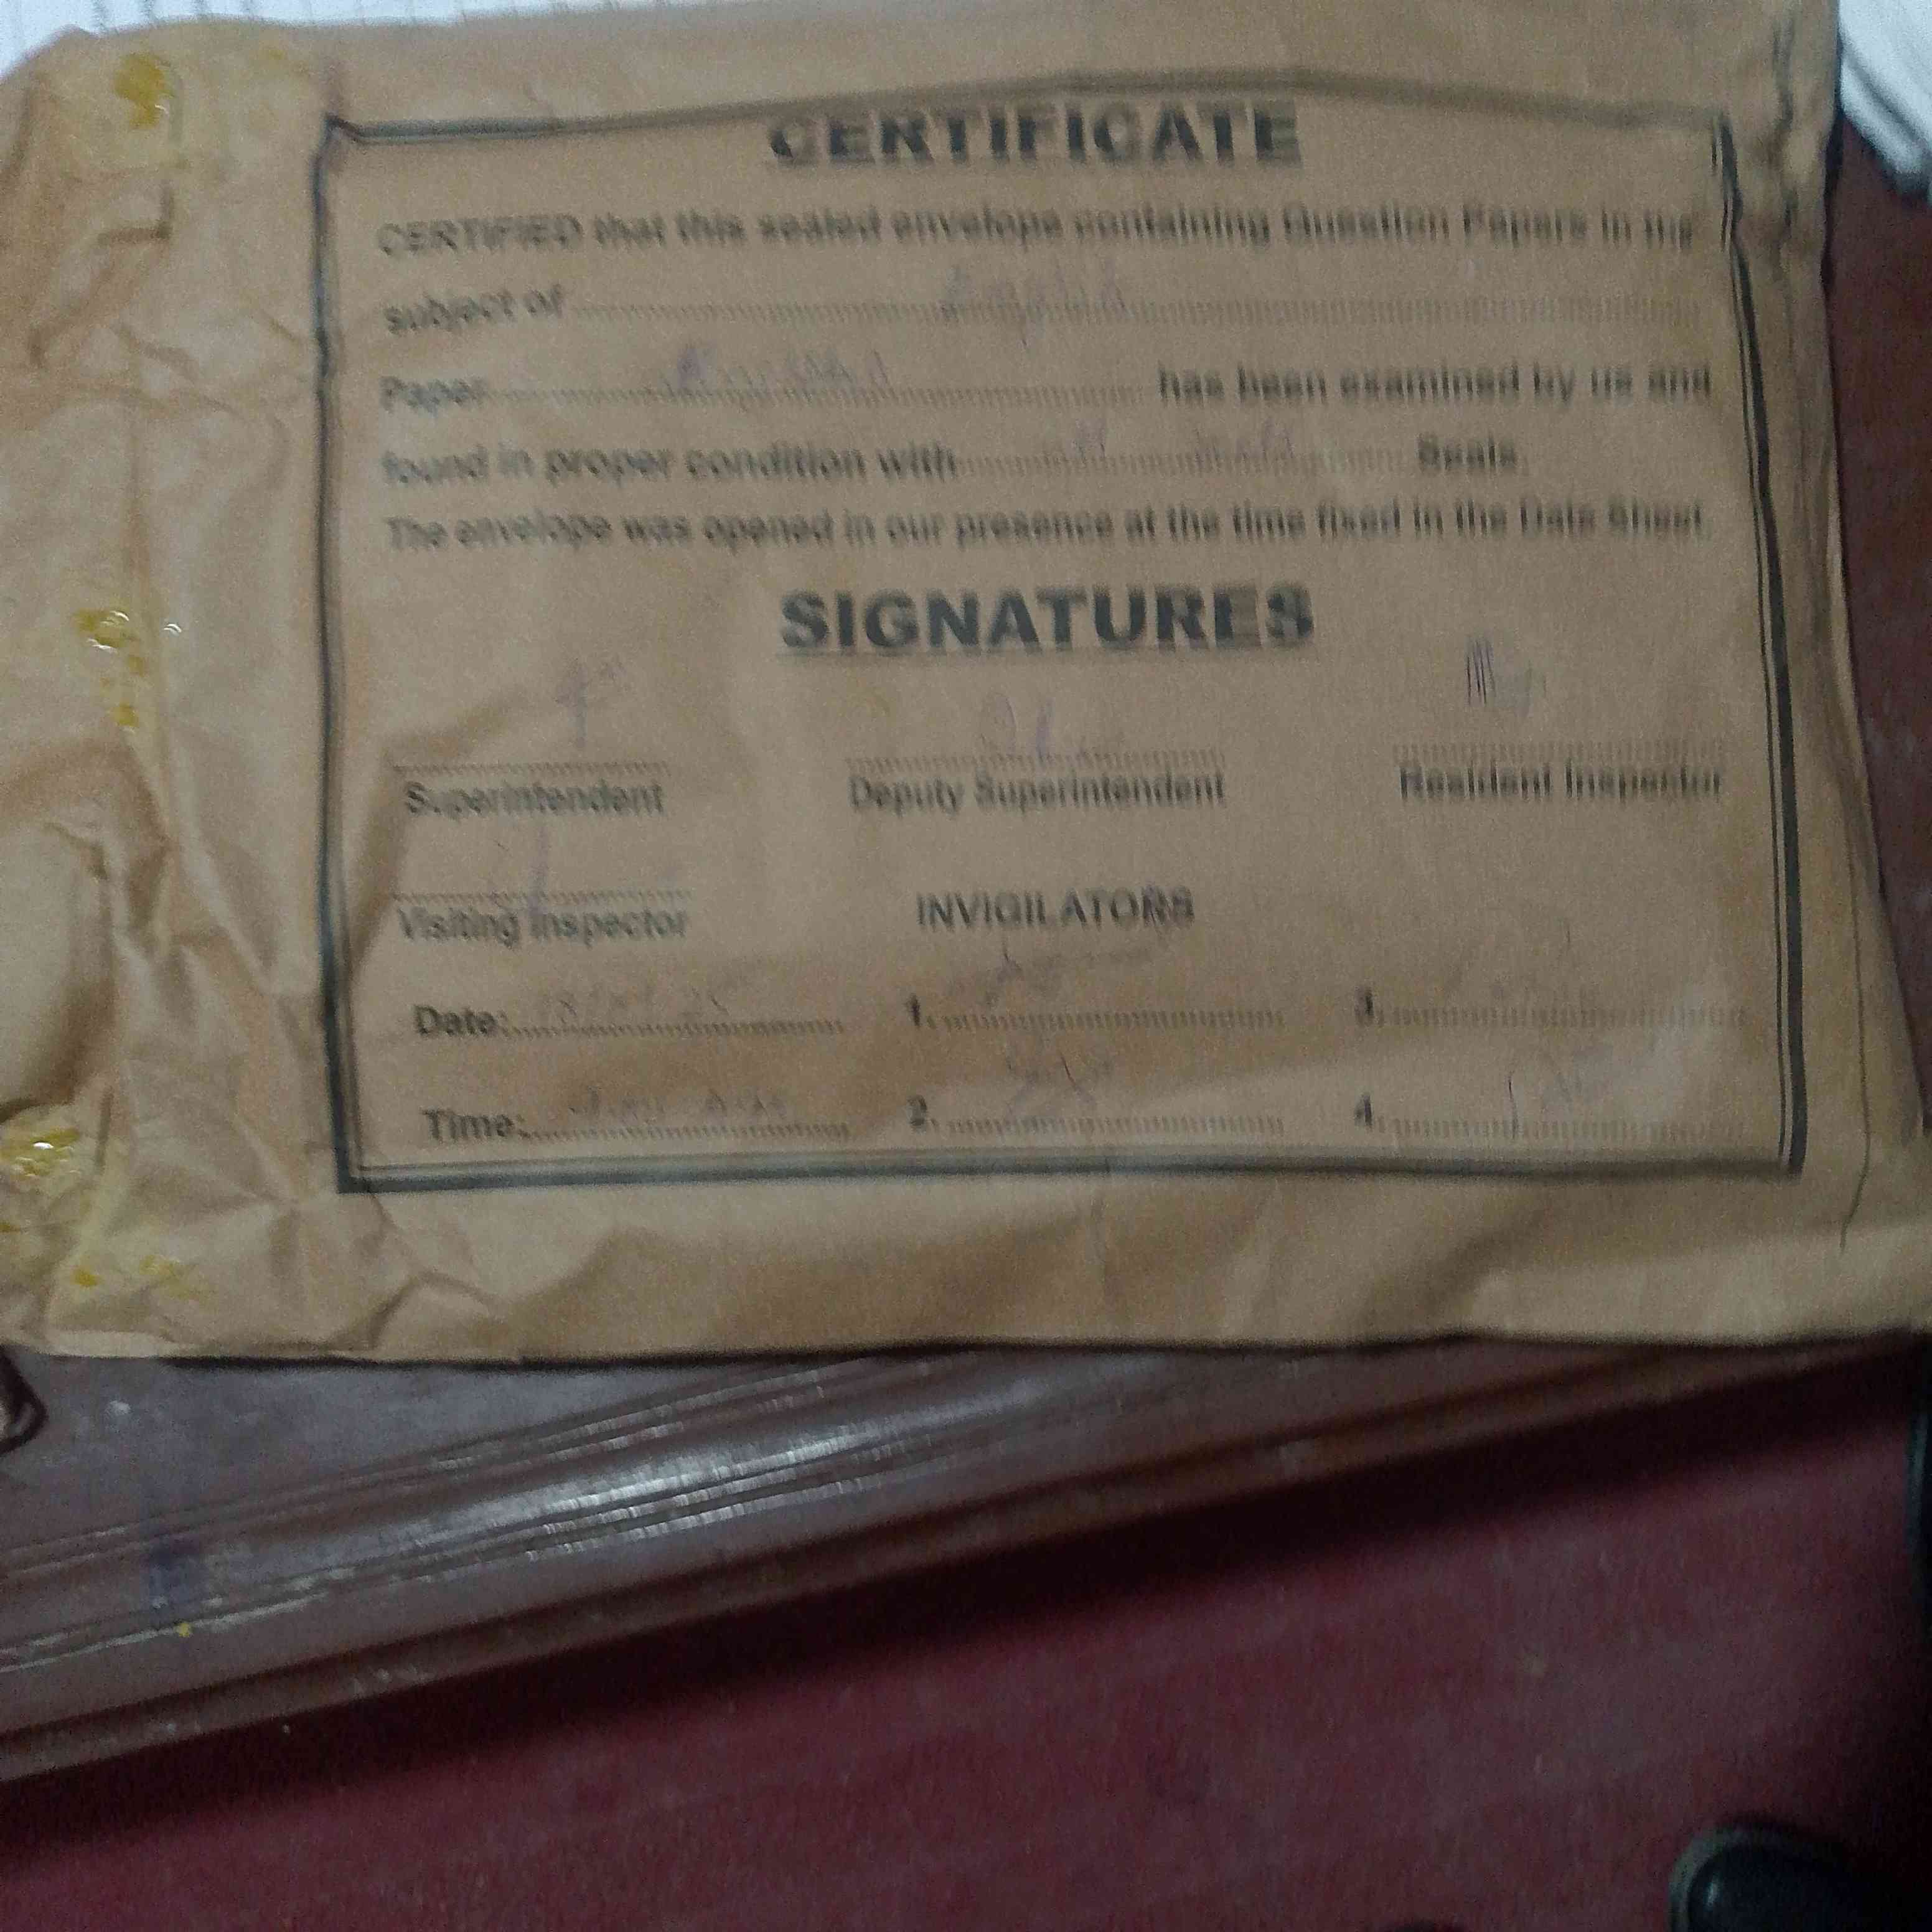 CERTIFICATE
CERTIFIED that this sealed envelope containing Question Papers in the
subject of
Paper has been examined by us and
found in proper condition with Seals.
The envelope was opened in our presence at the time fixed in the Date Sheet.
SIGNATURES
Superintendent Deputy Superintendent Resident Inspector
Visiting Inspector INVIGILATORS
Date: 1. 3.
Time: 2. 4.